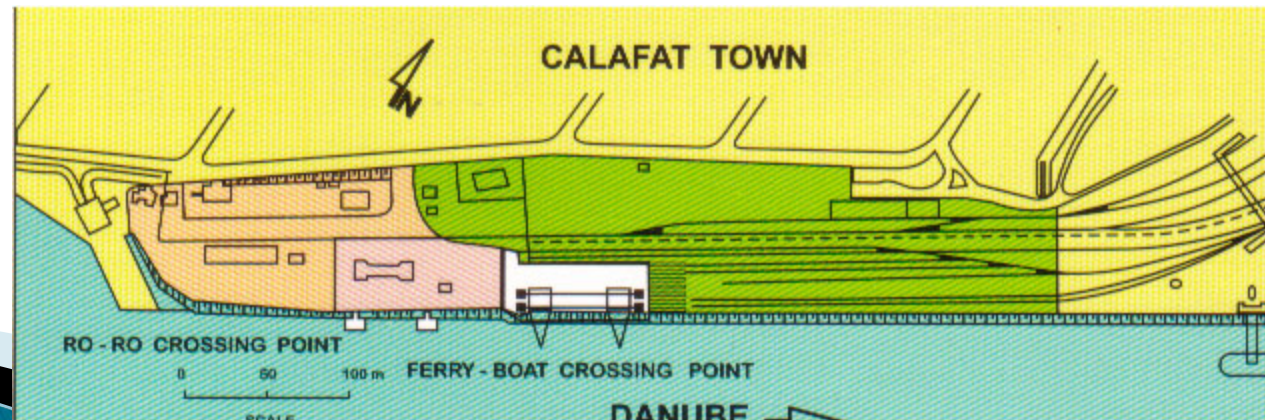 CALAFAT TOWN
N
RO - RO CROSSING POINT
FERRY - BOAT CROSSING POINT
0 50 100 m
SCALE
DANUBE